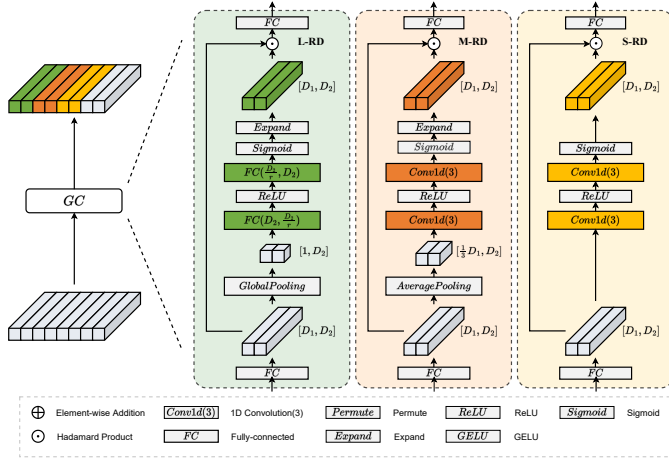 GC
FC
L-RD
[D₁, D₂]
Expand
Sigmoid
FC(D₂/r, D₂)
ReLU
FC(D₂, D₂/r)
[1, D₂]
GlobalPooling
[D₁, D₂]
FC
FC
M-RD
[D₁, D₂]
Expand
Sigmoid
Conv1d(3)
ReLU
Conv1d(3)
[1/3 D₁, D₂]
AveragePooling
[D₁, D₂]
FC
FC
S-RD
[D₁, D₂]
Sigmoid
Conv1d(3)
ReLU
Conv1d(3)
[D₁, D₂]
FC
Element-wise Addition Conv1d(3) 1D Convolution(3) Permute Permute ReLU ReLU Sigmoid Sigmoid
Hadamard Product FC Fully-connected Expand Expand GELU GELU